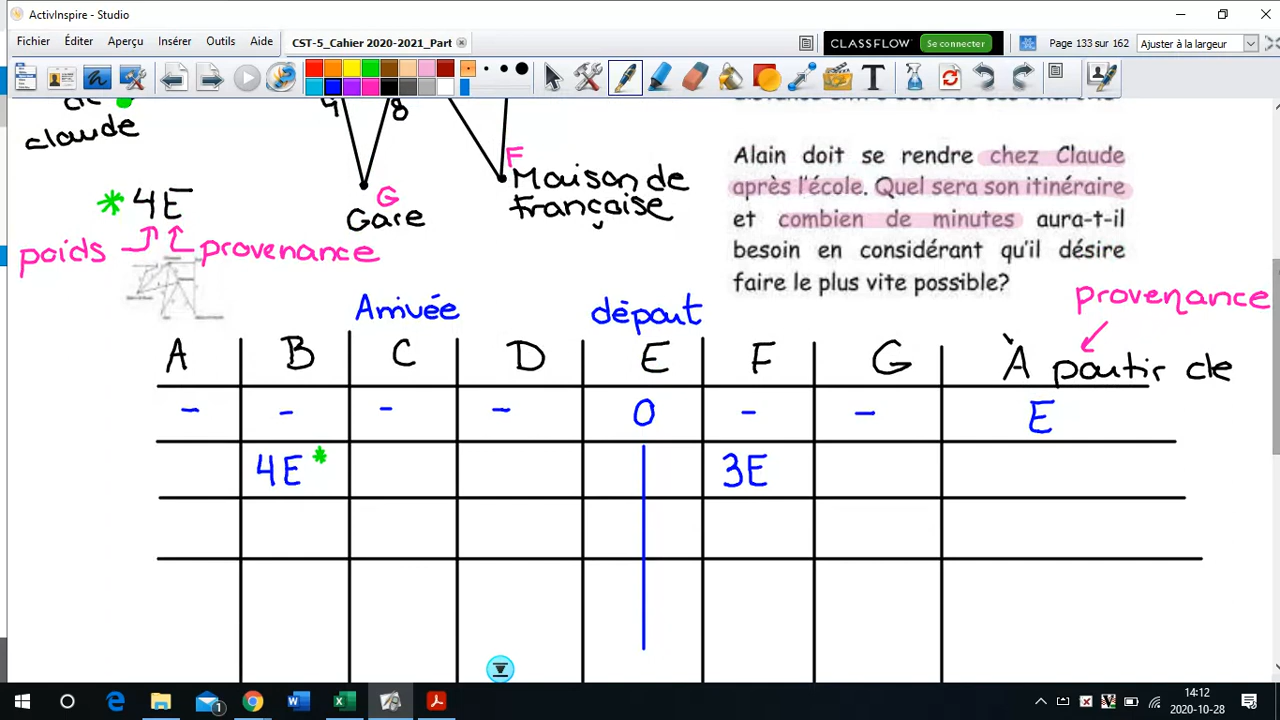 ActivInspire - Studio
Fichier Éditer Aperçu Insérer Outils Aide CST-5_Cahier 2020-2021_Part CLASSFLOW Se connecter Page 133 sur 162 Ajuster à la largeur
claude
4 8
G
Gare
F
Maison de
françaișe
* 4E
poids provenance
Alain doit se rendre chez Claude
après l'école. Quel sera son itinéraire
et combien de minutes aura-t-il
besoin en considérant qu'il désire
faire le plus vite possible?
provenance
Arrivée départ
A B C D E F G À partir de
- - - - 0 - - E
4E* 3E
14:12
2020-10-28